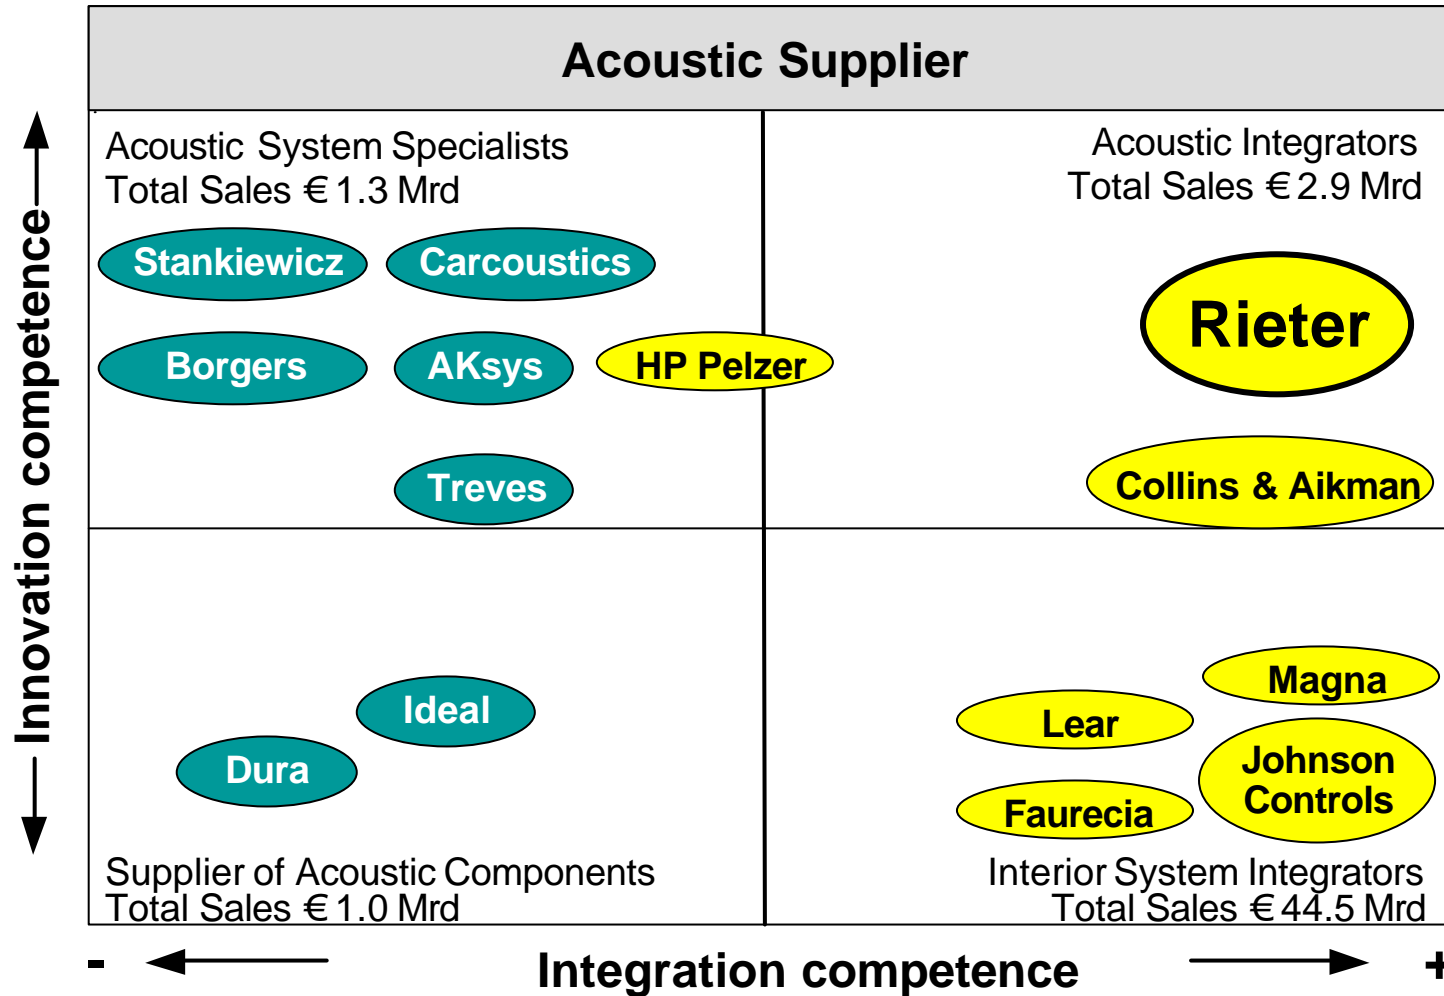 Acoustic Supplier
Acoustic System Specialists
Total Sales € 1.3 Mrd
Acoustic Integrators
Total Sales € 2.9 Mrd
Stankiewicz
Carcoustics
Rieter
Borgers
AKsys
HP Pelzer
Treves
Collins & Aikman
Innovation competence
Ideal
Dura
Magna
Lear
Johnson
Controls
Faurecia
Supplier of Acoustic Components
Total Sales € 1.0 Mrd
Interior System Integrators
Total Sales € 44.5 Mrd
- Integration competence +